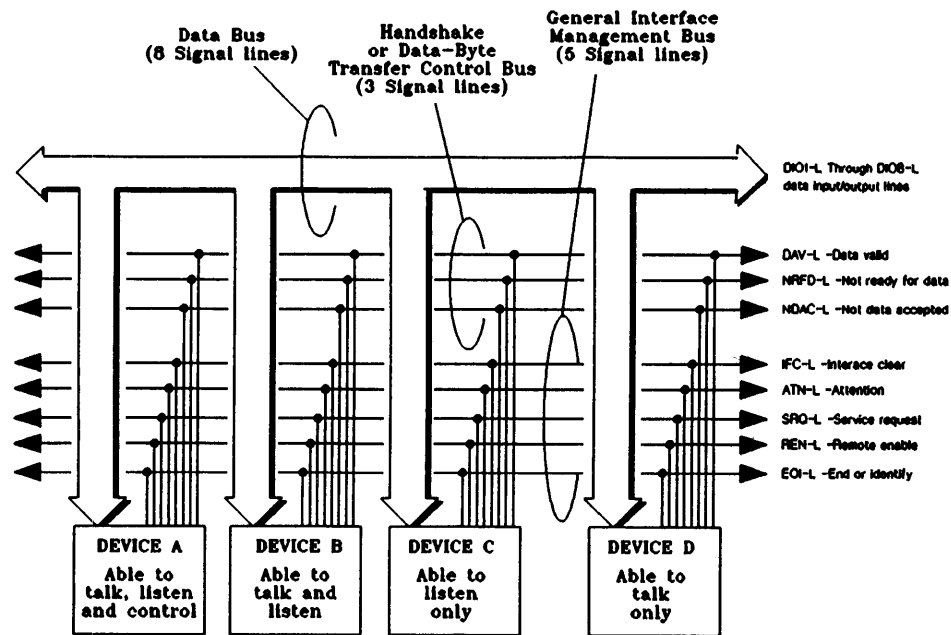 Data Bus
(8 Signal lines)
Handshake
or Data-Byte
Transfer Control Bus
(3 Signal lines)
General Interface
Management Bus
(5 Signal lines)
DIO1-L Through DIO8-L
data input/output lines
DAV-L -Data valid
NRFD-L -Not ready for data
NDAC-L -Not data accepted
IFC-L -Interace clear
ATN-L -Attention
SRQ-L -Service request
REN-L -Remote enable
EOI-L -End or identify
DEVICE A
Able to
talk, listen
and control
DEVICE B
Able to
talk and
listen
DEVICE C
Able to
listen
only
DEVICE D
Able to
talk
only